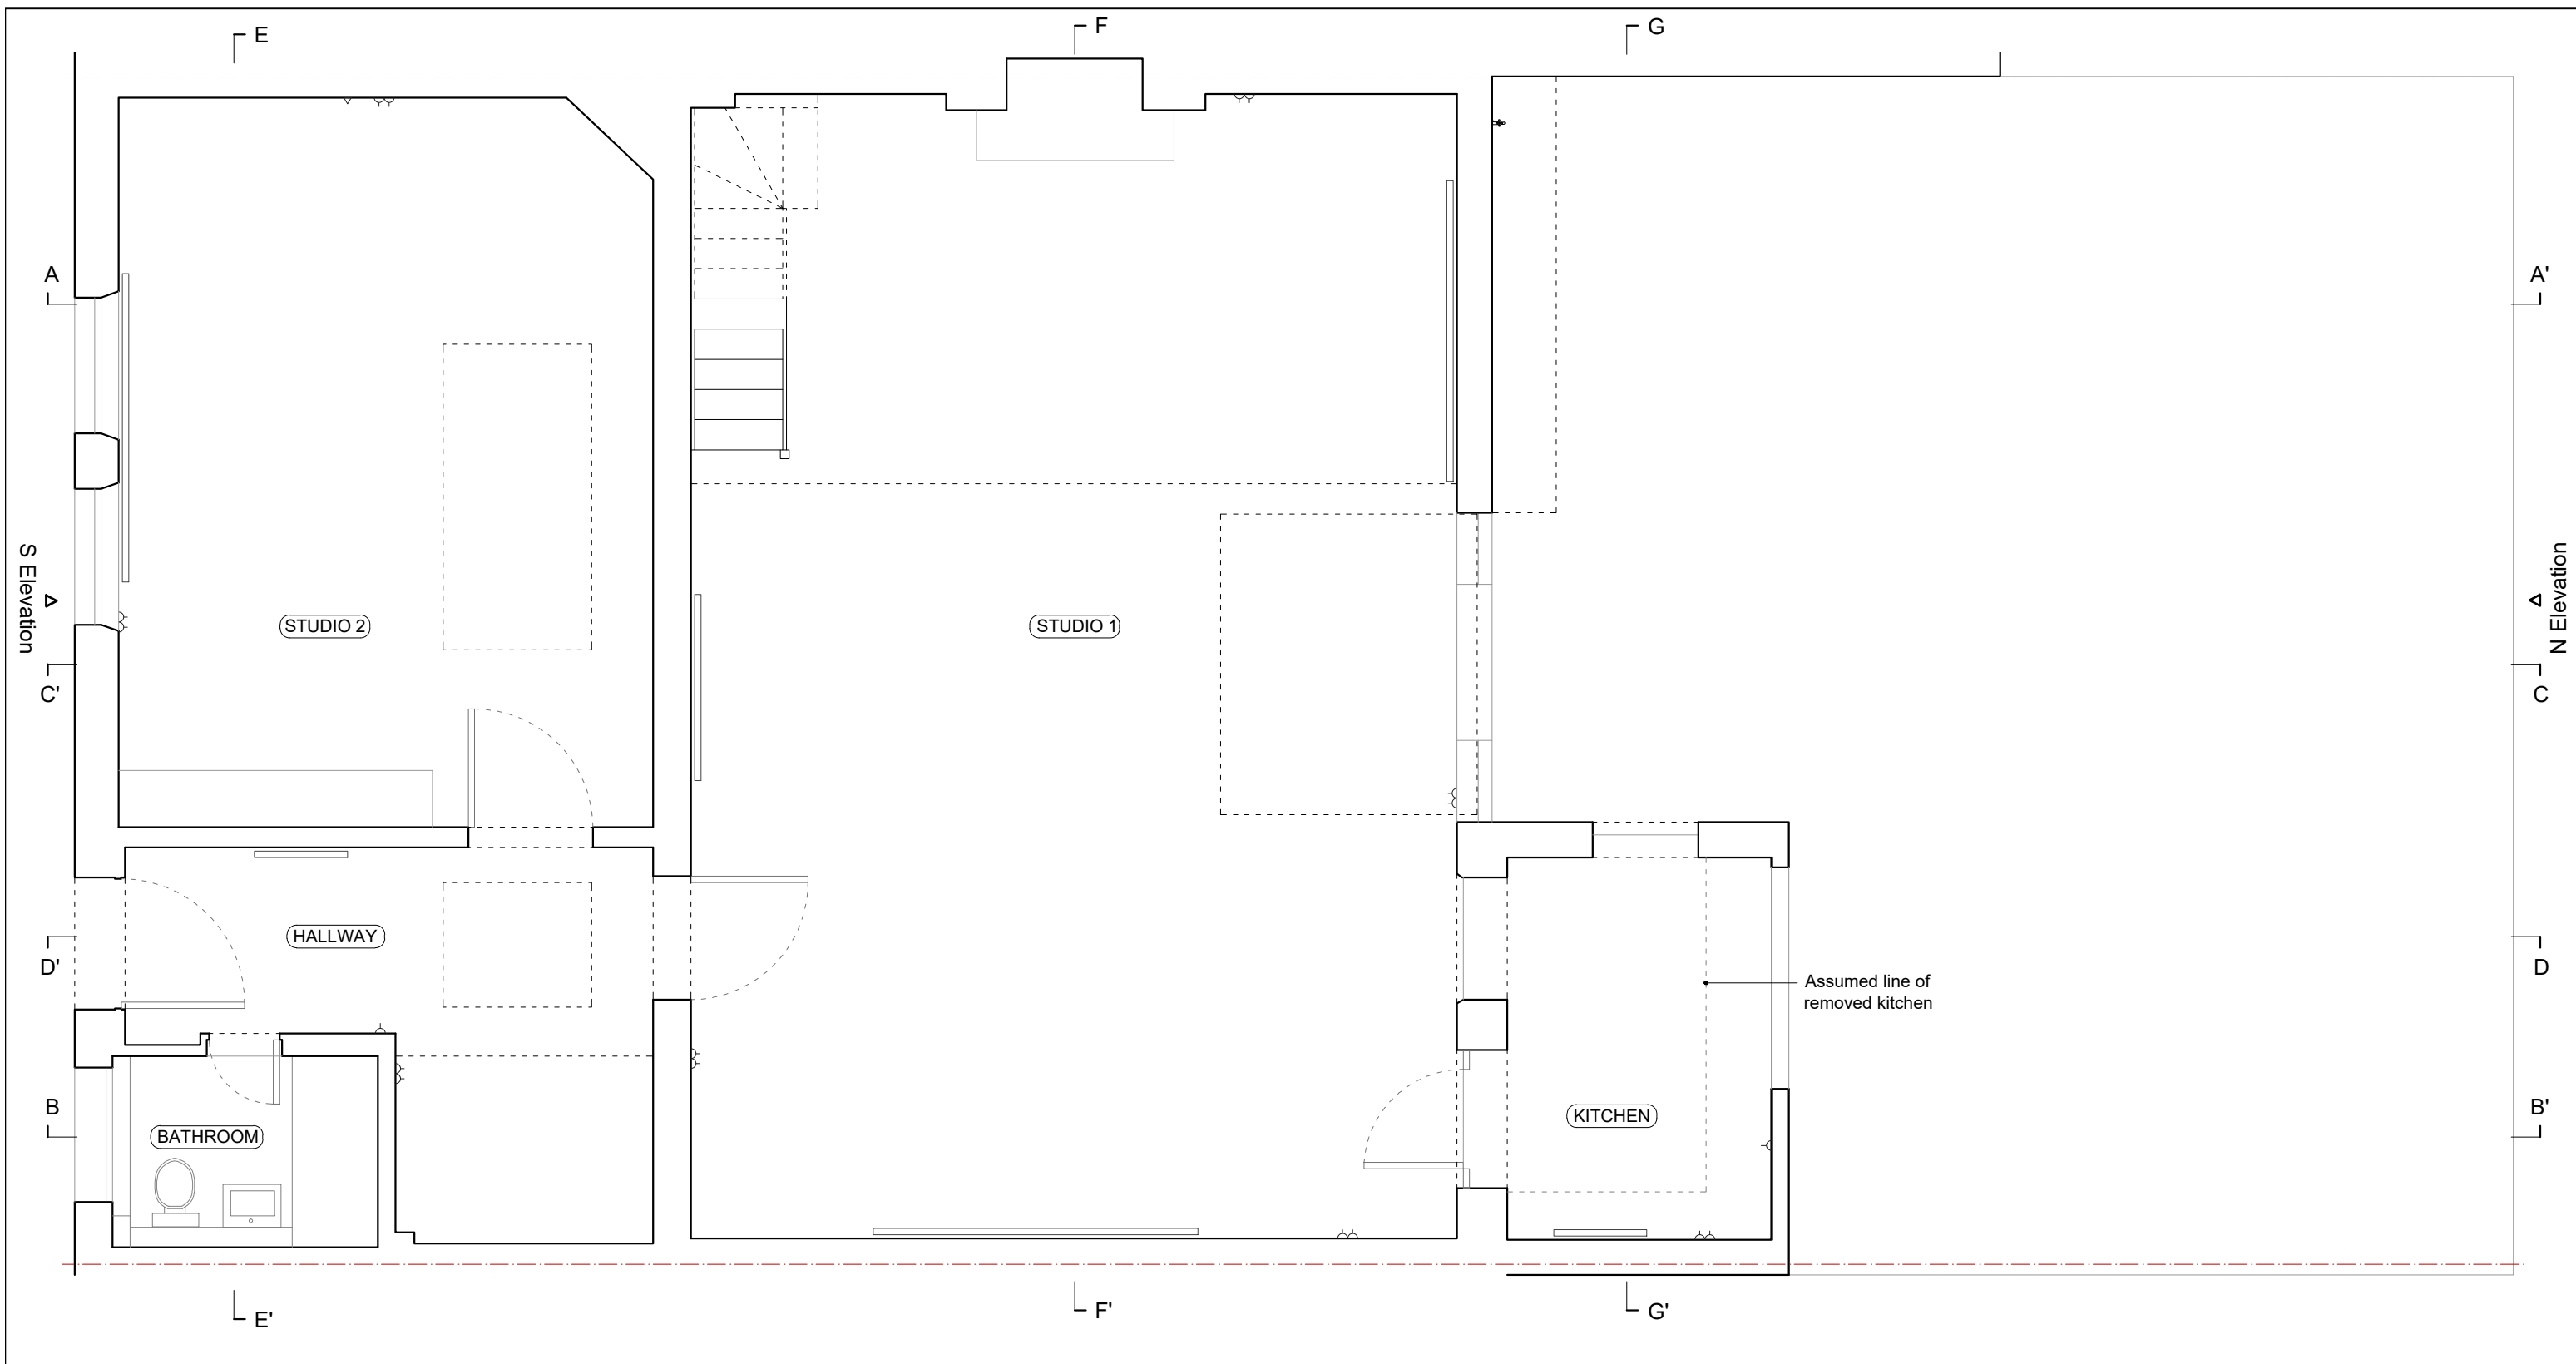 E
F
G
A
A'
S Elevation
N Elevation
STUDIO 2
STUDIO 1
C'
C
HALLWAY
D'
D
Assumed line of
removed kitchen
B
B'
BATHROOM
KITCHEN
E'
F'
G'